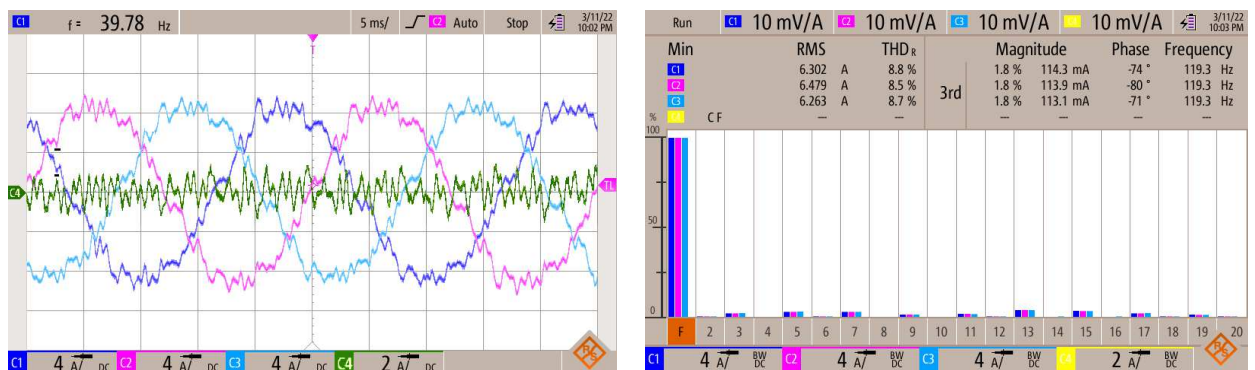 C1 f = 39.78 Hz 5 ms/ C2 Auto Stop 3/11/22
10:02 PM
T
C4
TL
C1 4 A/ DC C2 4 A/ DC C3 4 A/ DC C4 2 A/ DC
R S
Run C1 10 mV/A C2 10 mV/A C3 10 mV/A C4 10 mV/A 3/11/22
10:03 PM
Min RMS THD R Magnitude Phase Frequency
C1 6.302 A 8.8 % 1.8 % 114.3 mA -74 ° 119.3 Hz
C2 6.479 A 8.5 % 3rd 1.8 % 113.9 mA -80 ° 119.3 Hz
C3 6.263 A 8.7 % 1.8 % 113.1 mA -71 ° 119.3 Hz
% C4 C F --- --- --- --- --- ---
100
50
0
F 2 3 4 5 6 7 8 9 10 11 12 13 14 15 16 17 18 19 20
C1 4 A/ BW DC C2 4 A/ BW DC C3 4 A/ BW DC C4 2 A/ BW DC
R S